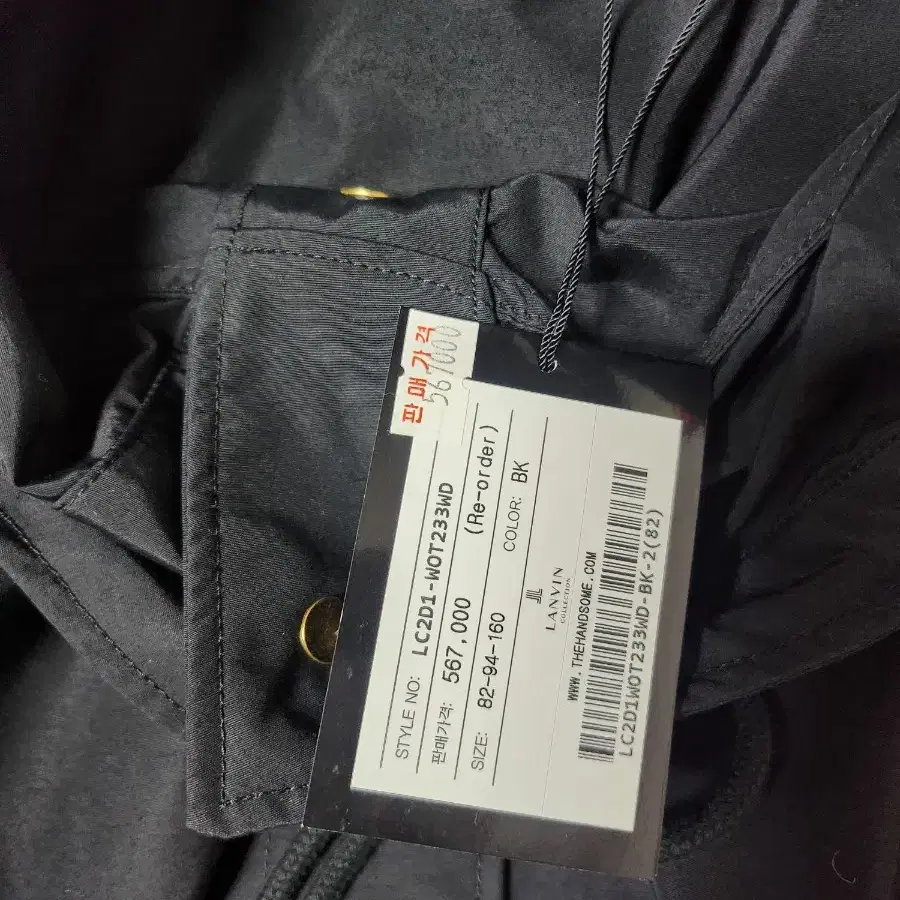 판매가격
567000
STYLE NO: LC2D1-WOT233WD
판매가격: 567,000 (Re-order)
SIZE: 82-94-160 COLOR: BK
LANVIN
COLLECTION
WWW.THEHANDSOME.COM
LC2D1WOT233WD-BK-2(82)